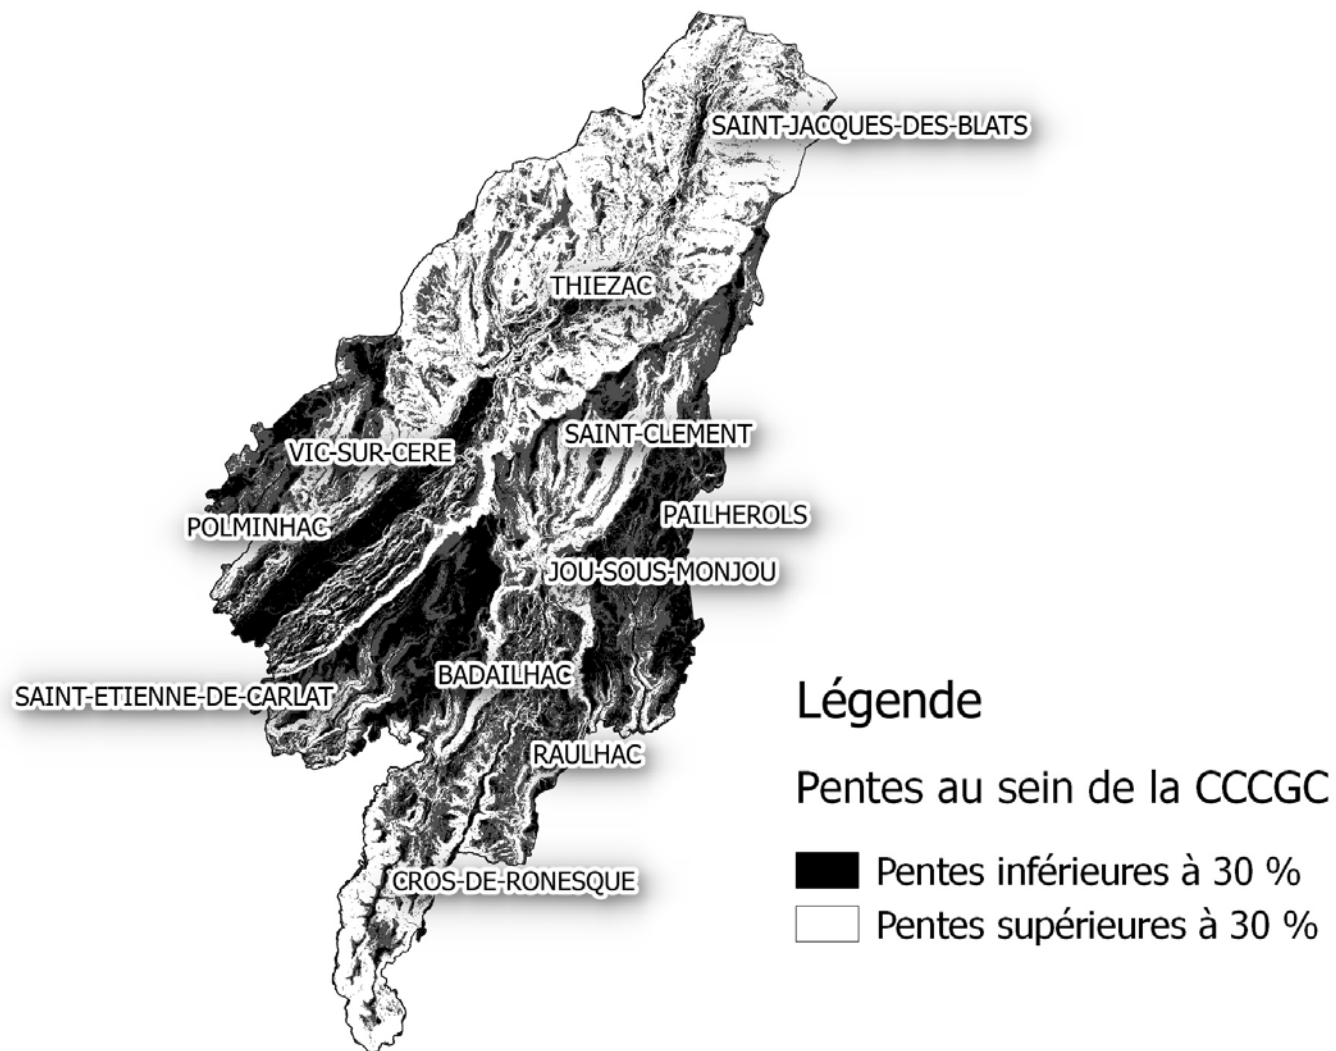 SAINT-JACQUES-DES-BLATS
THIEZAC
SAINT-CLEMENT
VIC-SUR-CERE
PAILHEROLS
POLMINHAC
JOU-SOUS-MONJOU
BADAILHAC
SAINT-ETIENNE-DE-CARLAT
RAULHAC
CROS-DE-RONESQUE
Légende
Pentes au sein de la CCCGC
Pentes inférieures à 30 %
Pentes supérieures à 30 %